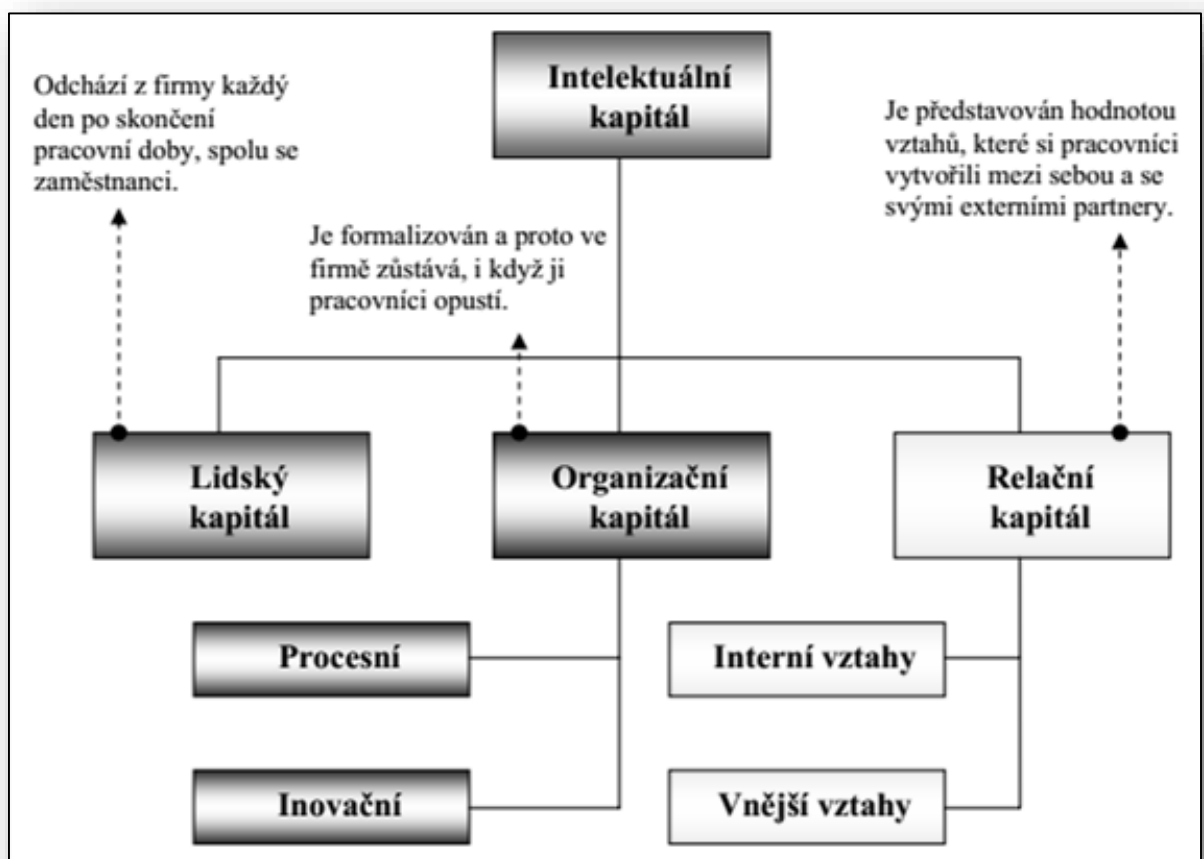 Intelektuální
kapitál
Odchází z firmy každý
den po skončení
pracovní doby, spolu se
zaměstnanci.
Je formalizován a proto ve
firmě zůstává, i když ji
pracovníci opustí.
Je představován hodnotou
vztahů, které si pracovníci
vytvořili mezi sebou a se
svými externími partnery.
Lidský
kapitál
Organizační
kapitál
Relační
kapitál
Procesní
Inovační
Interní vztahy
Vnější vztahy